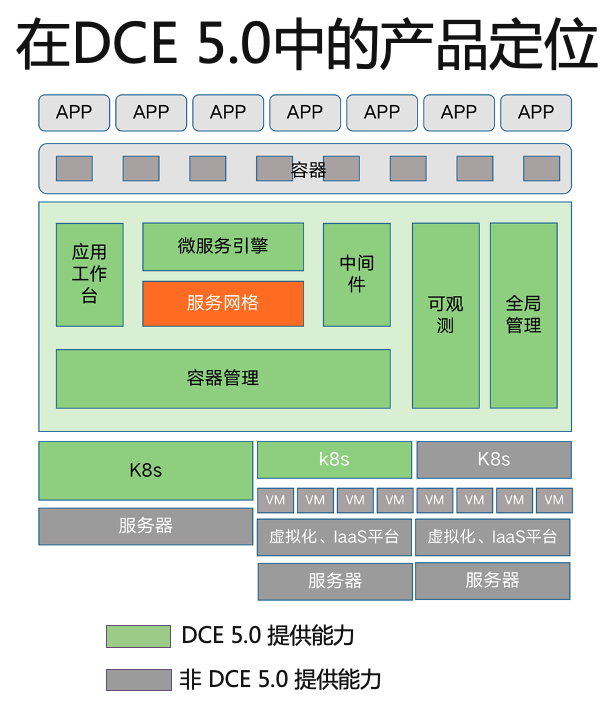 在DCE 5.0中的产品定位
APP APP APP APP APP APP APP
容器
应用
工作
台
微服务引擎
服务网格
中间
件
可观
测
全局
管理
容器管理
K8s
k8s
K8s
VM VM VM VM VM VM VM VM
服务器
虚拟化、IaaS平台
虚拟化、IaaS平台
服务器
服务器
DCE 5.0 提供能力
非 DCE 5.0 提供能力